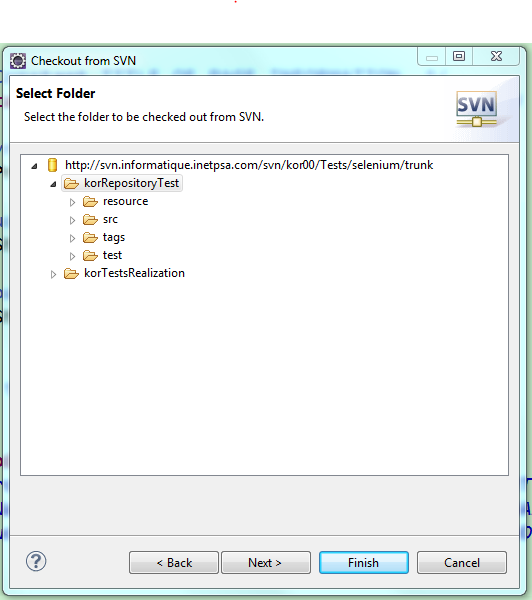 Checkout from SVN
Select Folder
Select the folder to be checked out from SVN.
SVN
http://svn.informatique.inetpsa.com/svn/kor00/Tests/selenium/trunk
korRepositoryTest
resource
src
tags
test
korTestsRealization
?
< Back
Next >
Finish
Cancel